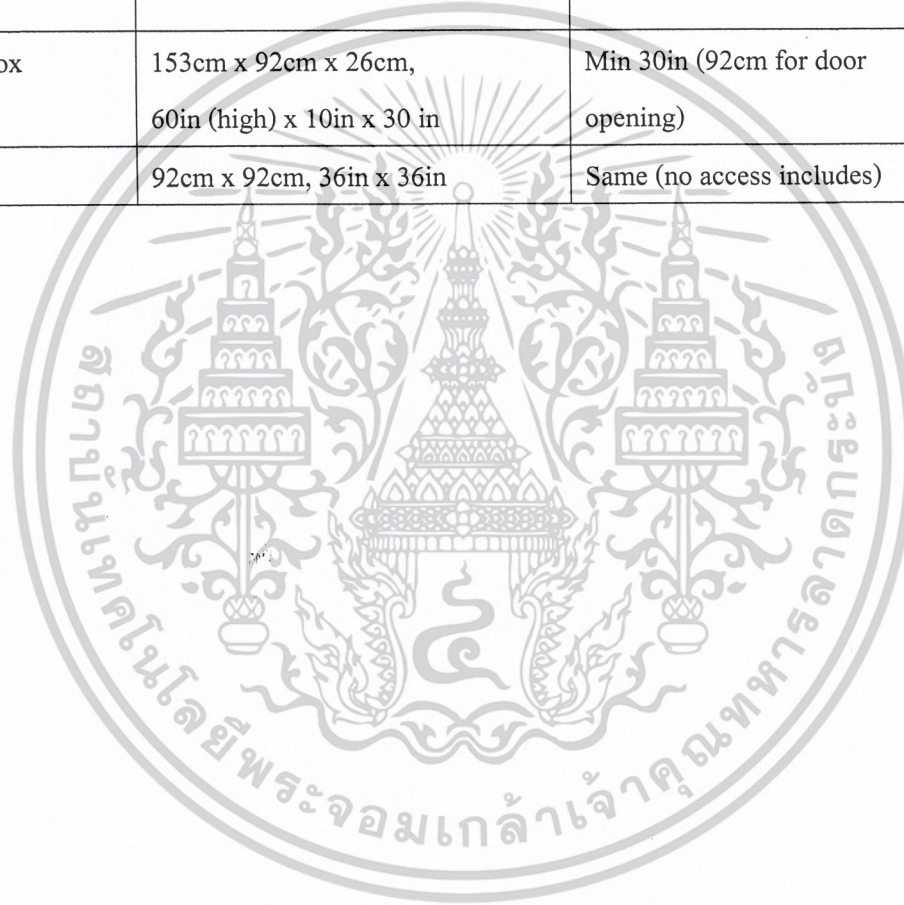 ox
153cm x 92cm x 26cm,
60in (high) x 10in x 30 in
Min 30in (92cm for door
opening)
92cm x 92cm, 36in x 36in
Same (no access includes)
๔
สถาบันเทคโนโลยีพระจอมเกล้าเจ้าคุณทหารลาดกระบัง